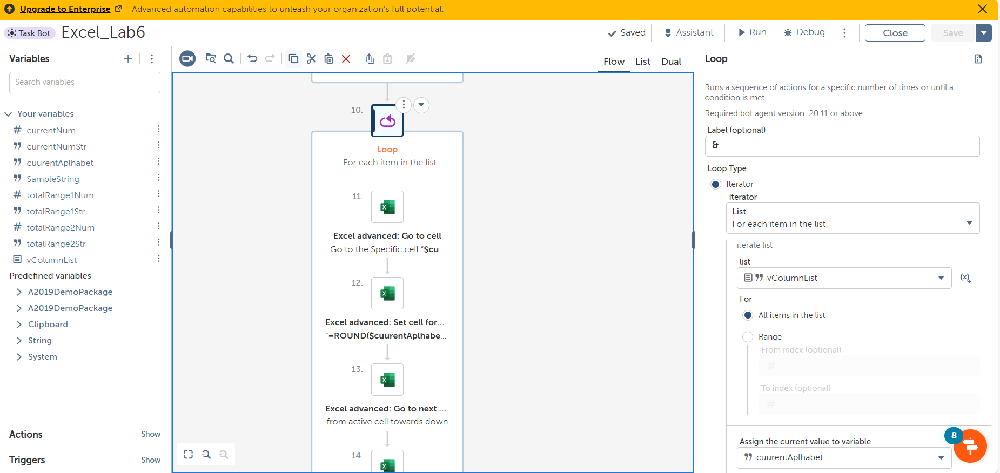 Upgrade to Enterprise Advanced automation capabilities to unleash your organization's full potential.
Task Bot Excel_Lab6 Saved Assistant Run Debug Close Save
Variables
Search variables
Your variables
# currentNum
currentNumStr
cuurentAplhabet
SampleString
# totalRange1Num
totalRange1Str
# totalRange2Num
totalRange2Str
vColumnList
Predefined variables
A2019DemoPackage
A2019DemoPackage
Clipboard
String
System
Actions Show
Triggers Show
Flow List Dual
10.
Loop
: For each item in the list
11.
Excel advanced: Go to cell
: Go to the Specific cell "$cu...
12.
Excel advanced: Set cell for...
"=ROUND($cuurentAplhabe...
13.
Excel advanced: Go to next ...
from active cell towards down
14.
Loop
Runs a sequence of actions for a specific number of times or until a
condition is met.
Required bot agent version: 20.11 or above
Label (optional)
&
Loop Type
Iterator
Iterator
List
For each item in the list
iterate list
list
vColumnList (x)+
For
All items in the list
Range
From index (optional)
#
To index (optional)
#
8
Assign the current value to variable
cuurentAplhabet